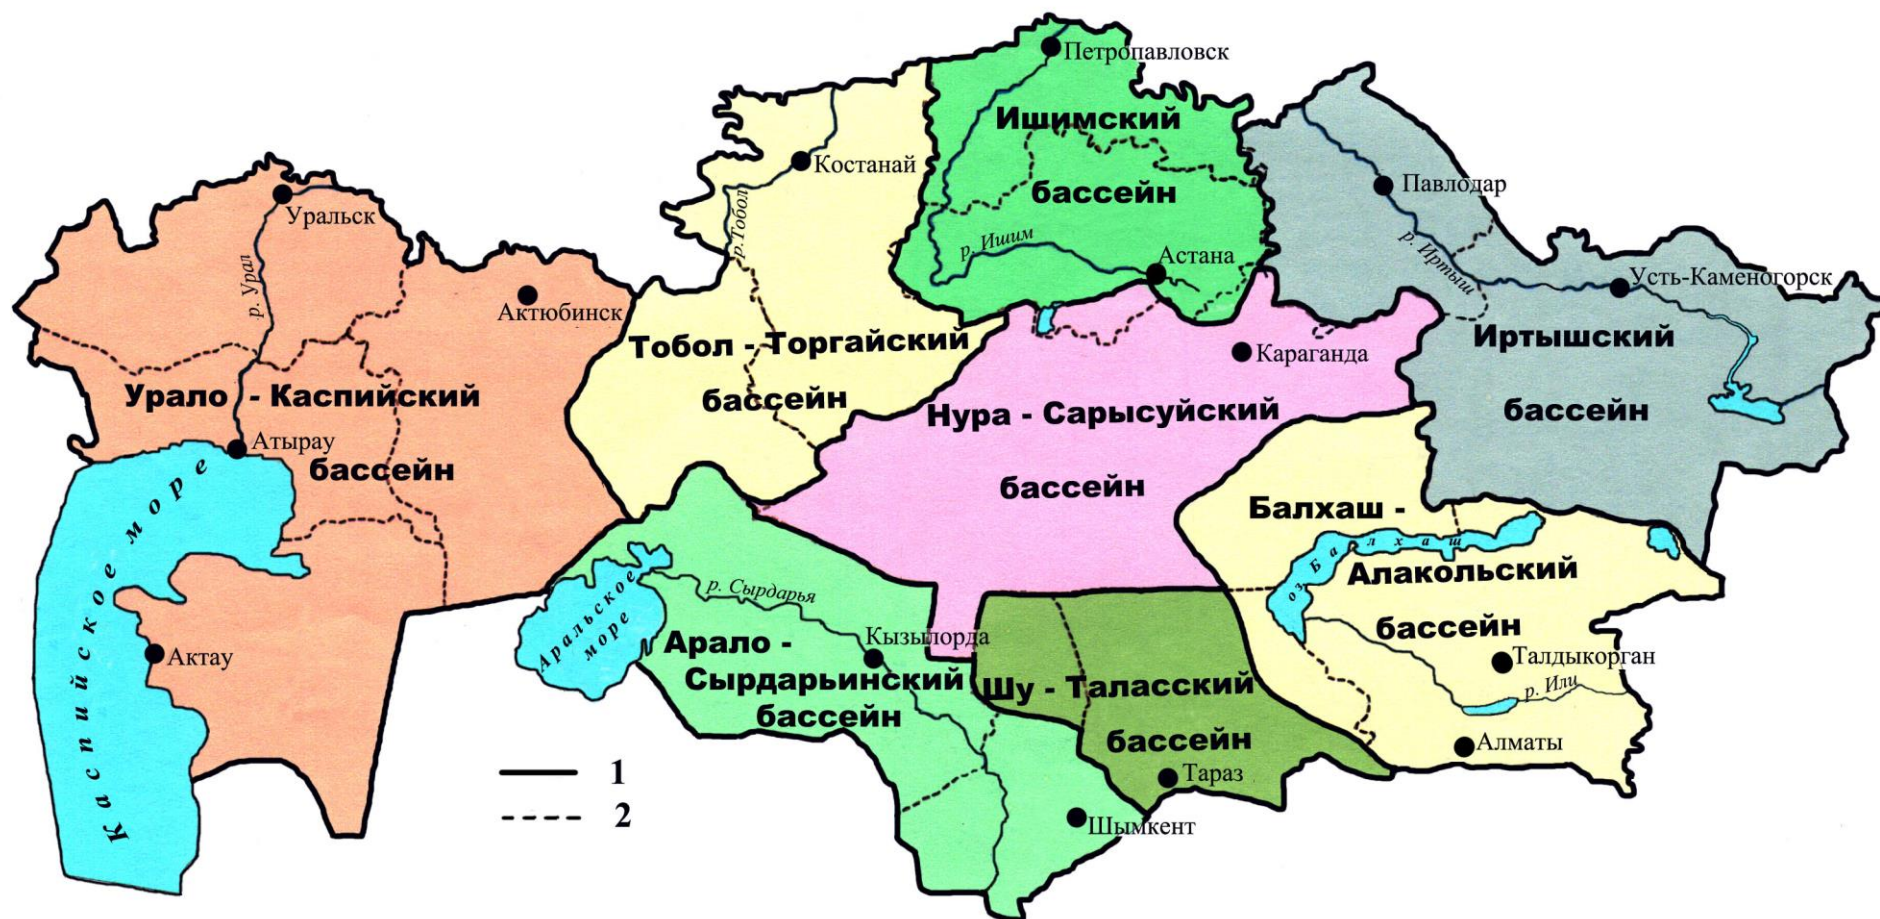 Петропавловск
Ишимский
бассейн
Костанай
р.Тобол
Павлодар
Уральск
р. Урал
р. Ишим
Астана
р. Иртыш
Усть-Каменогорск
Актюбинск
Тобол - Торгайский
бассейн
Караганда
Иртышский
бассейн
Урало - Каспийский
бассейн
Атырау
Нура - Сарысуйский
бассейн
Каспийское море
Балхаш -
Алакольский
бассейн
оз. Балхаш
р. Сырдарья
Аральское
море
Кызылорда
Арало -
Сырдарьинский
бассейн
Актау
Шу - Таласский
бассейн
Талдыкорган
р. Или
Алматы
Тараз
Шымкент
1
2